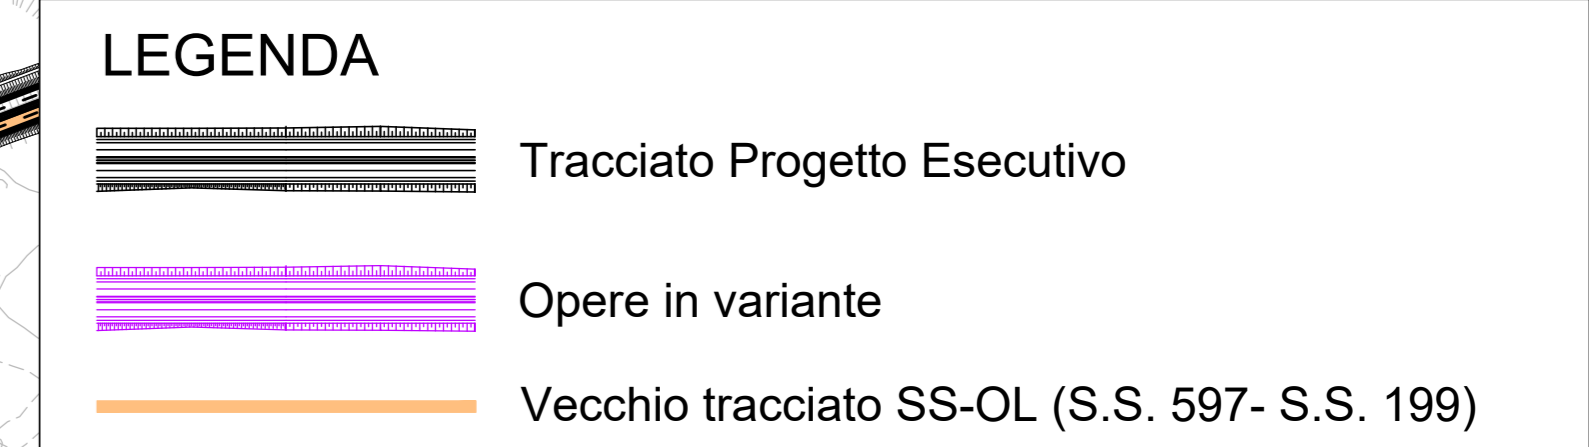 LEGENDA
Tracciato Progetto Esecutivo
Opere in variante
Vecchio tracciato SS-OL (S.S. 597- S.S. 199)